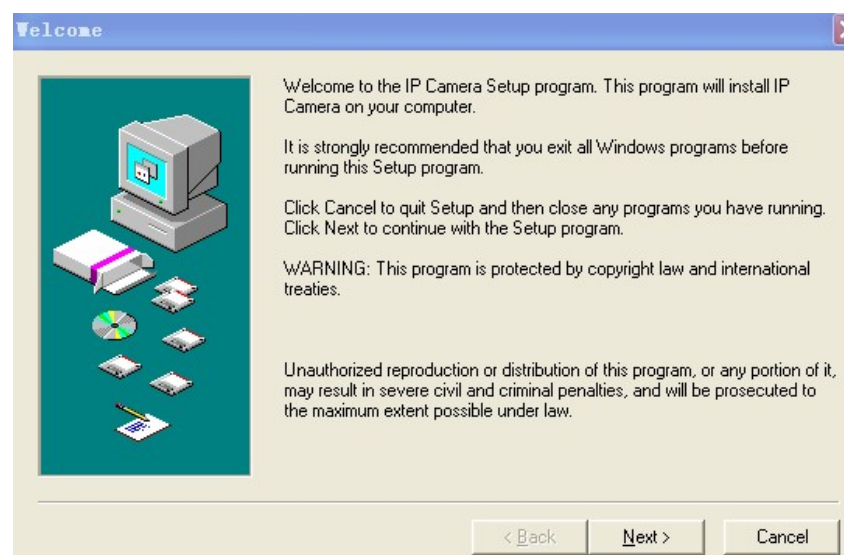 Welcome
Welcome to the IP Camera Setup program. This program will install IP
Camera on your computer.
It is strongly recommended that you exit all Windows programs before
running this Setup program.
Click Cancel to quit Setup and then close any programs you have running.
Click Next to continue with the Setup program.
WARNING: This program is protected by copyright law and international
treaties.
Unauthorized reproduction or distribution of this program, or any portion of it,
may result in severe civil and criminal penalties, and will be prosecuted to
the maximum extent possible under law.
< Back Next > Cancel